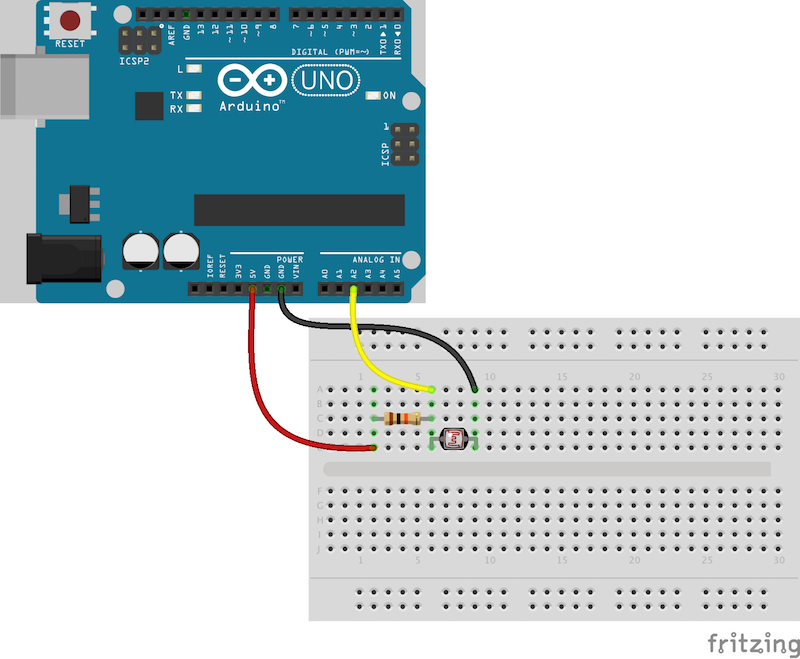 RESET
ICSP2
AREF
GND
13
12
~11
~10
~9
8
7
~6
~5
4
~3
2
TX0▶1
RX0◀0
DIGITAL (PWM=~)
L
TX
RX
Arduino™
UNO
ON
1
ICSP
POWER
ANALOG IN
IOREF
RESET
3V3
5V
GND
GND
VIN
A0
A1
A2
A3
A4
A5
1 5 10 15 20 25 30
A
B
C
D
F
G
H
I
J
1 5 10 15 20 25 30
fritzing